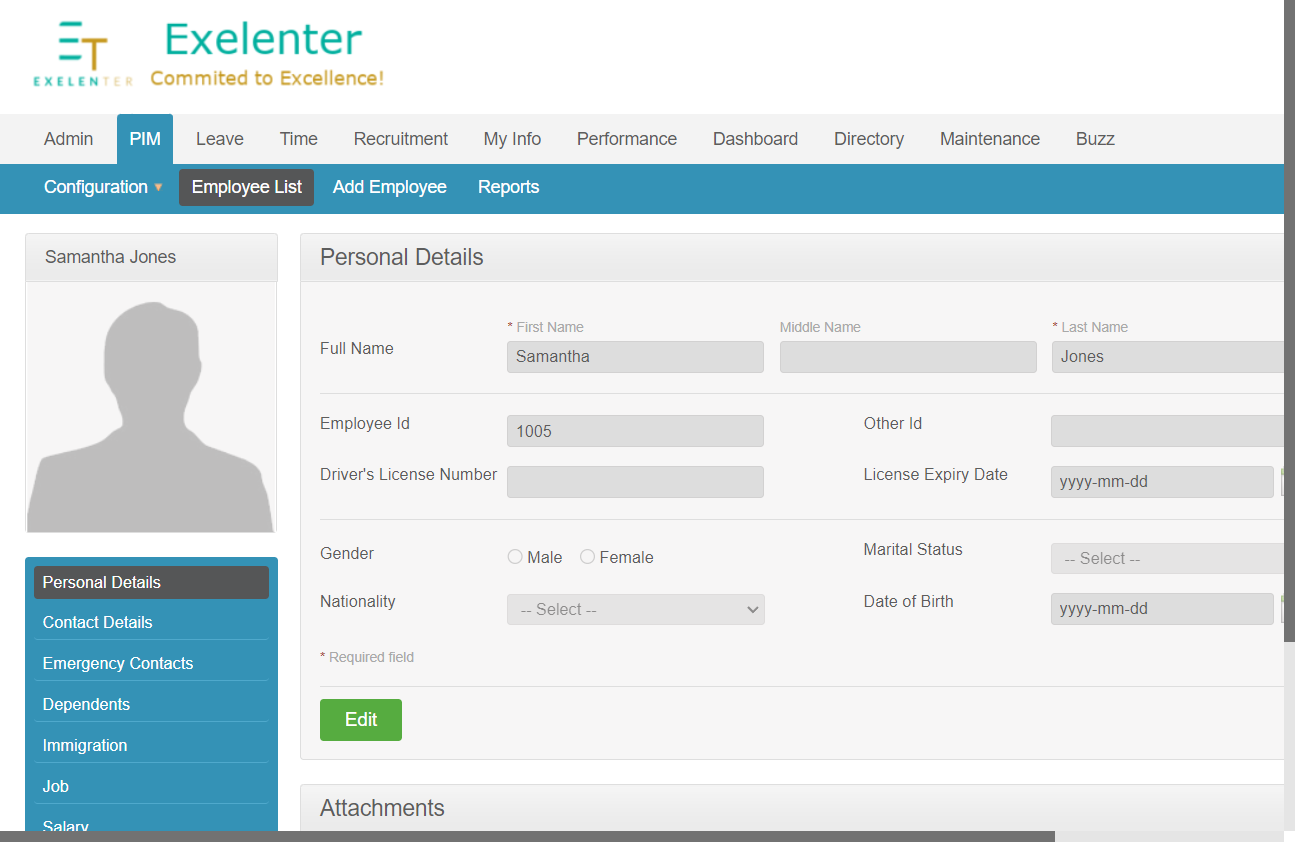 Exelenter
EXELENTER Commited to Excellence!
Admin PIM Leave Time Recruitment My Info Performance Dashboard Directory Maintenance Buzz
Configuration Employee List Add Employee Reports
Samantha Jones
Personal Details
* First Name Middle Name * Last Name
Full Name Samantha Jones
Employee Id 1005 Other Id
Driver's License Number License Expiry Date yyyy-mm-dd
Gender Male Female Marital Status -- Select --
Nationality -- Select -- Date of Birth yyyy-mm-dd
* Required field
Edit
Attachments
Personal Details
Contact Details
Emergency Contacts
Dependents
Immigration
Job
Salary